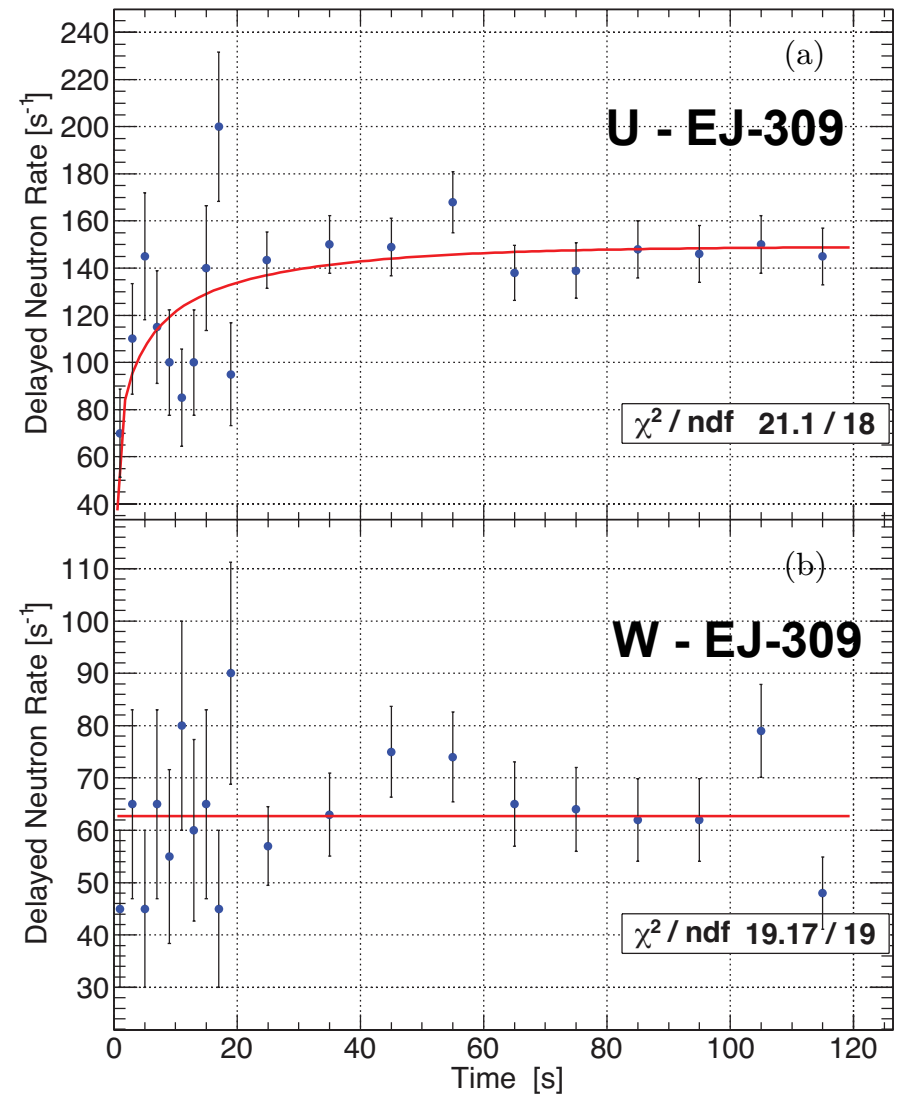 240
(a)
220
200
U - EJ-309
180
160
140
120
100
80
χ² / ndf 21.1 / 18
60
40
Delayed Neutron Rate [s⁻¹]
110
(b)
100
W - EJ-309
90
80
70
60
50
40
χ² / ndf 19.17 / 19
30
Delayed Neutron Rate [s⁻¹]
0 20 40 60 80 100 120
Time [s]